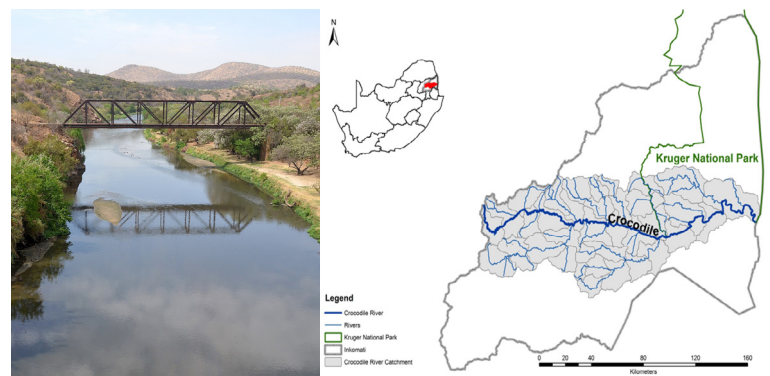 N
Kruger National Park
Crocodile
Legend
Crocodile River
Rivers
Kruger National Park
Inkomati
Crocodile River Catchment
0 20 40 80 120 160
Kilometers